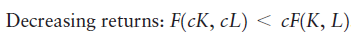 Decreasing returns: F(cK, cL) < cF(K, L)